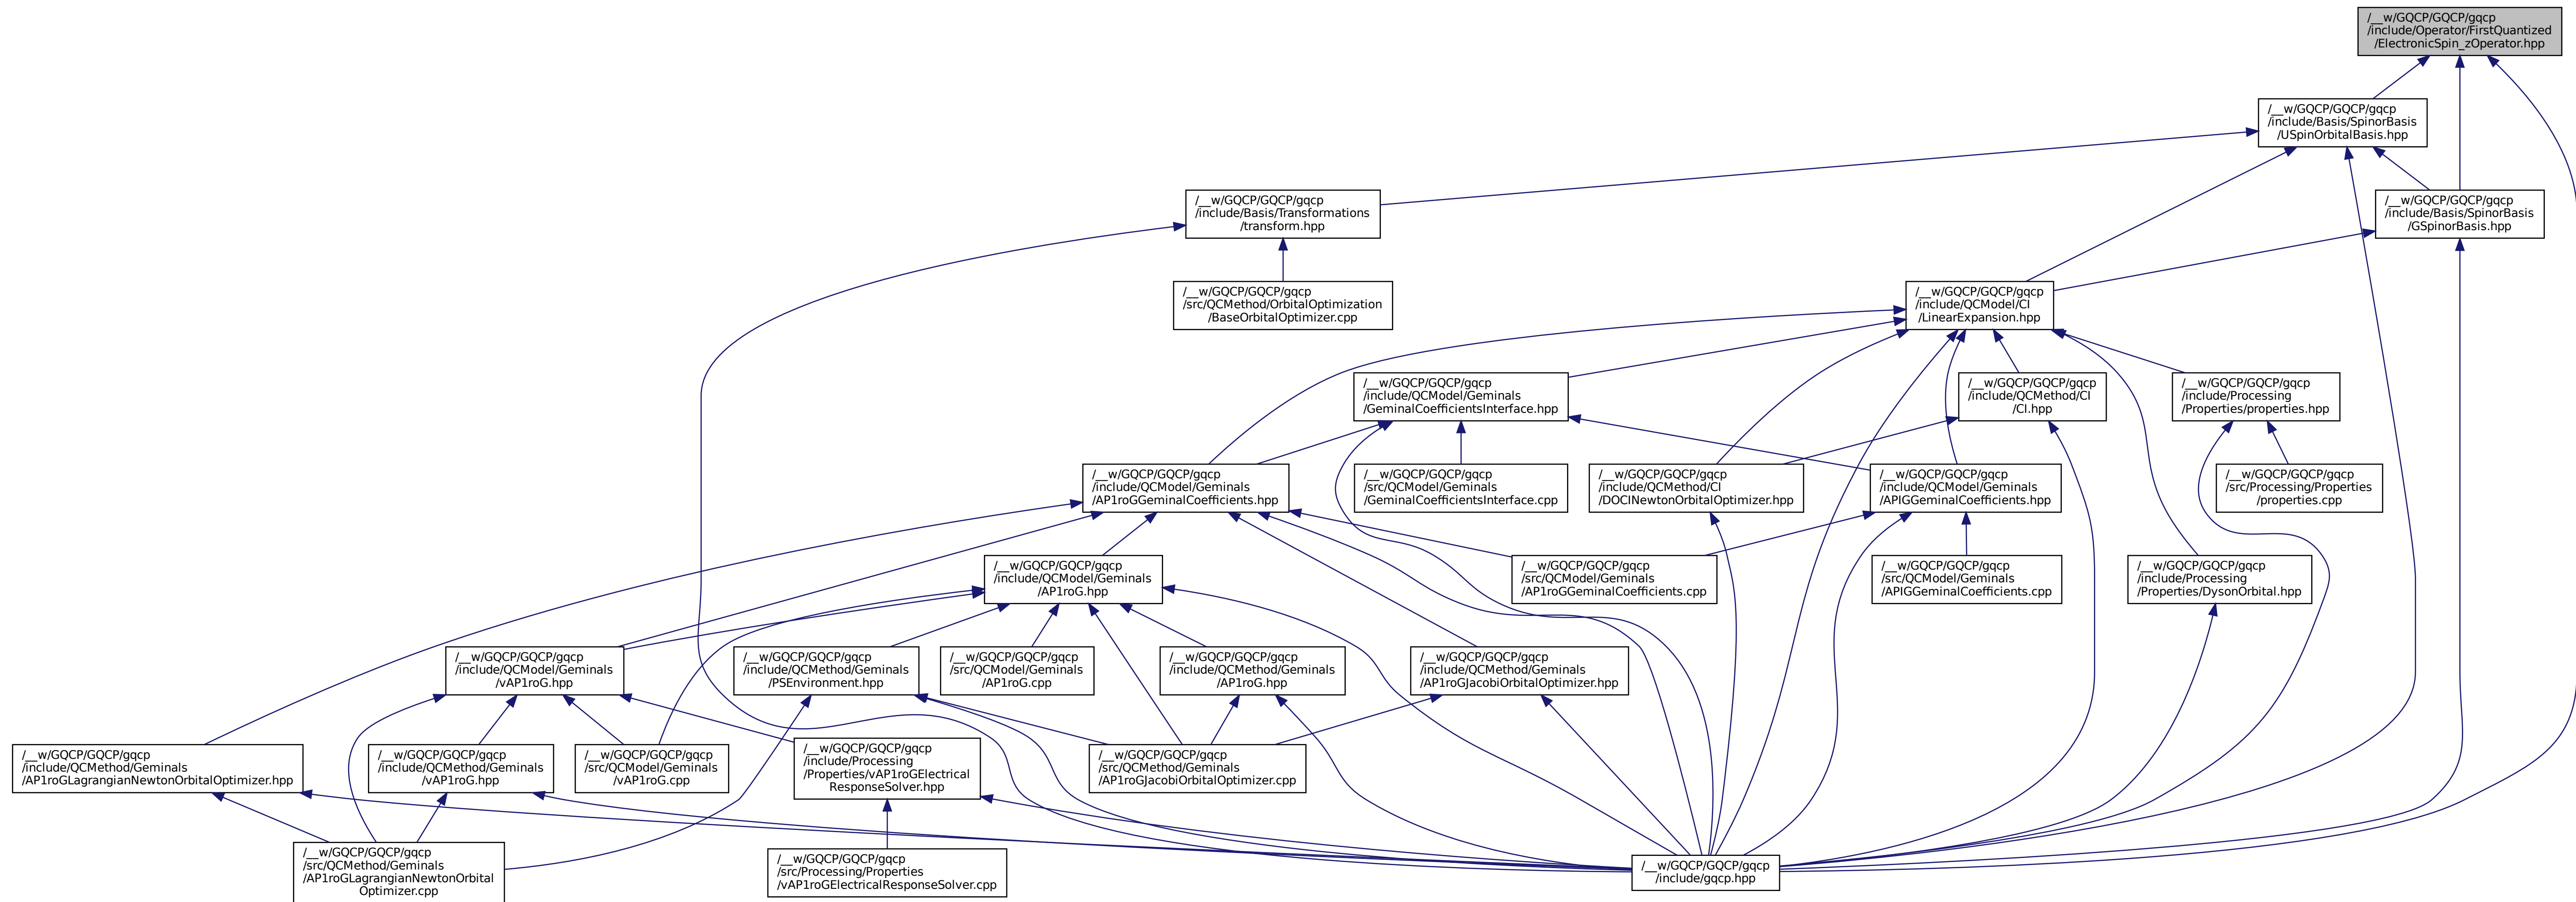 /__w/GQCP/GQCP/gqcp
/include/Operator/FirstQuantized
/ElectronicSpin_zOperator.hpp
/__w/GQCP/GQCP/gqcp
/include/Basis/SpinorBasis
/USpinOrbitalBasis.hpp
/__w/GQCP/GQCP/gqcp
/include/Basis/Transformations
/transform.hpp
/__w/GQCP/GQCP/gqcp
/include/Basis/SpinorBasis
/GSpinorBasis.hpp
/__w/GQCP/GQCP/gqcp
/src/QCMethod/OrbitalOptimization
/BaseOrbitalOptimizer.cpp
/__w/GQCP/GQCP/gqcp
/include/QCModel/CI
/LinearExpansion.hpp
/__w/GQCP/GQCP/gqcp
/include/QCModel/Geminals
/GeminalCoefficientsInterface.hpp
/__w/GQCP/GQCP/gqcp
/include/QCMethod/CI
/CI.hpp
/__w/GQCP/GQCP/gqcp
/include/Processing
/Properties/properties.hpp
/__w/GQCP/GQCP/gqcp
/include/QCModel/Geminals
/AP1roGGeminalCoefficients.hpp
/__w/GQCP/GQCP/gqcp
/src/QCModel/Geminals
/GeminalCoefficientsInterface.cpp
/__w/GQCP/GQCP/gqcp
/include/QCMethod/CI
/DOCINewtonOrbitalOptimizer.hpp
/__w/GQCP/GQCP/gqcp
/include/QCModel/Geminals
/APIGGeminalCoefficients.hpp
/__w/GQCP/GQCP/gqcp
/src/Processing/Properties
/properties.cpp
/__w/GQCP/GQCP/gqcp
/include/QCModel/Geminals
/AP1roG.hpp
/__w/GQCP/GQCP/gqcp
/src/QCModel/Geminals
/AP1roGGeminalCoefficients.cpp
/__w/GQCP/GQCP/gqcp
/src/QCModel/Geminals
/APIGGeminalCoefficients.cpp
/__w/GQCP/GQCP/gqcp
/include/Processing
/Properties/DysonOrbital.hpp
/__w/GQCP/GQCP/gqcp
/include/QCModel/Geminals
/vAP1roG.hpp
/__w/GQCP/GQCP/gqcp
/include/QCMethod/Geminals
/PSEnvironment.hpp
/__w/GQCP/GQCP/gqcp
/src/QCModel/Geminals
/AP1roG.cpp
/__w/GQCP/GQCP/gqcp
/include/QCMethod/Geminals
/AP1roG.hpp
/__w/GQCP/GQCP/gqcp
/include/QCMethod/Geminals
/AP1roGJacobiOrbitalOptimizer.hpp
/__w/GQCP/GQCP/gqcp
/include/QCMethod/Geminals
/AP1roGLagrangianNewtonOrbitalOptimizer.hpp
/__w/GQCP/GQCP/gqcp
/include/QCMethod/Geminals
/vAP1roG.hpp
/__w/GQCP/GQCP/gqcp
/src/QCModel/Geminals
/vAP1roG.cpp
/__w/GQCP/GQCP/gqcp
/include/Processing
/Properties/vAP1roGElectrical
ResponseSolver.hpp
/__w/GQCP/GQCP/gqcp
/src/QCMethod/Geminals
/AP1roGJacobiOrbitalOptimizer.cpp
/__w/GQCP/GQCP/gqcp
/src/QCMethod/Geminals
/AP1roGLagrangianNewtonOrbital
Optimizer.cpp
/__w/GQCP/GQCP/gqcp
/src/Processing/Properties
/vAP1roGElectricalResponseSolver.cpp
/__w/GQCP/GQCP/gqcp
/include/gqcp.hpp